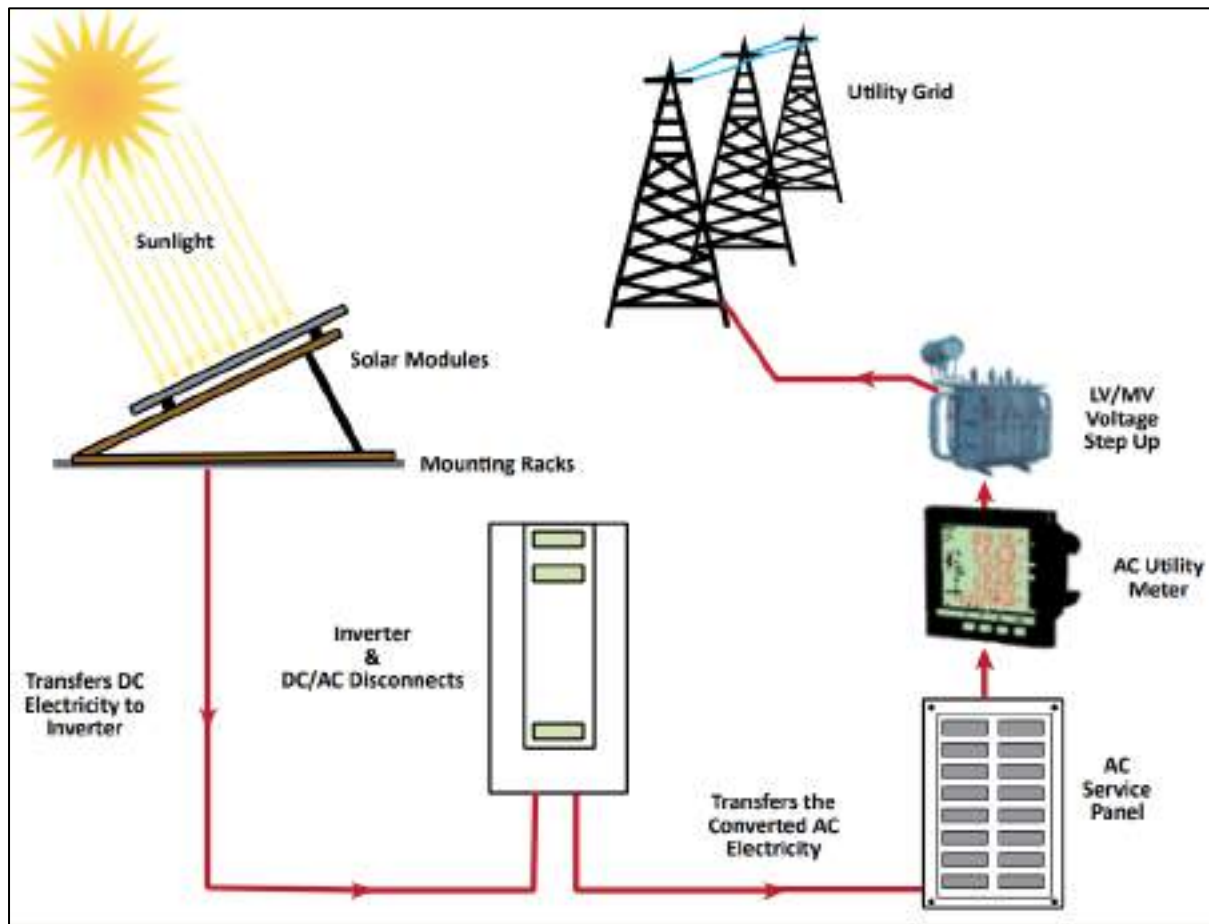 Sunlight
Solar Modules
Mounting Racks
Transfers DC
Electricity to
Inverter
Inverter
&
DC/AC Disconnects
Transfers the
Converted AC
Electricity
AC
Service
Panel
AC Utility
Meter
LV/MV
Voltage
Step Up
Utility Grid